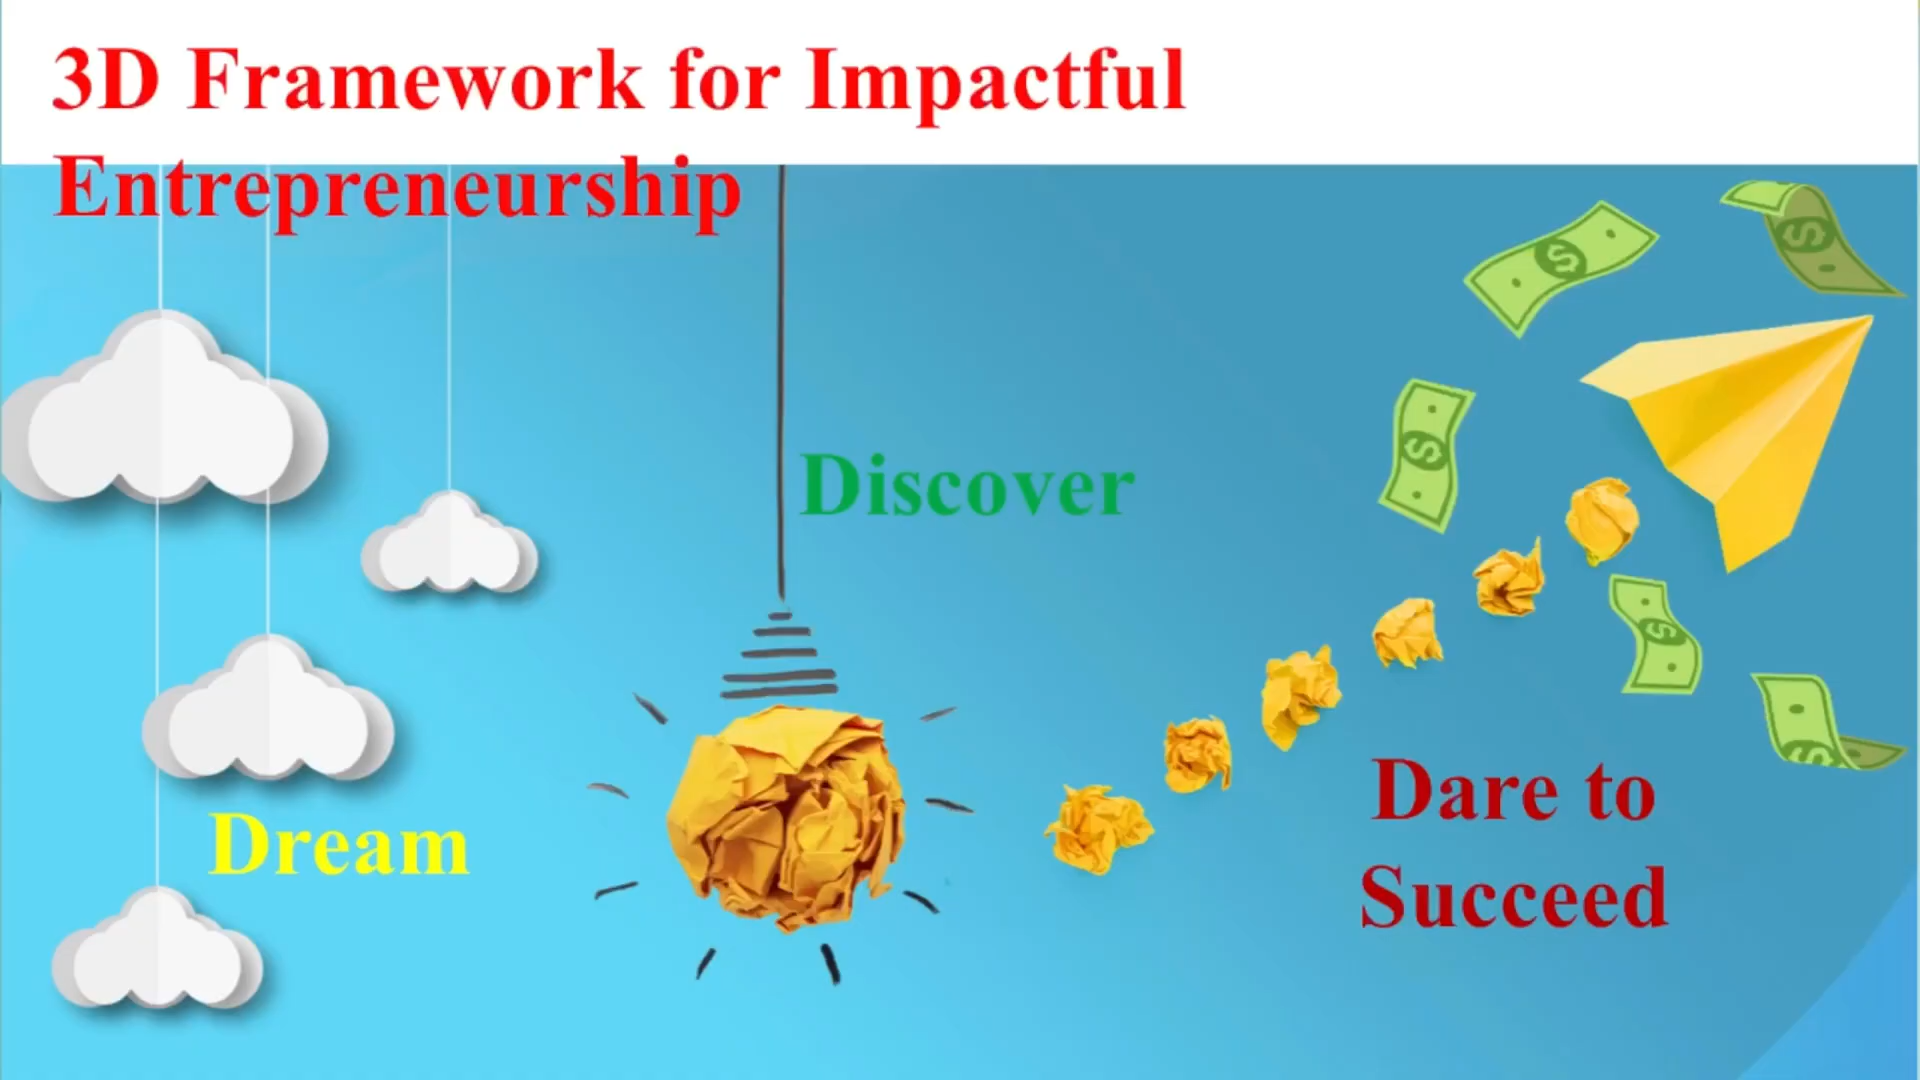 3D Framework for Impactful
Entrepreneurship
Discover
Dream
Dare to
Succeed